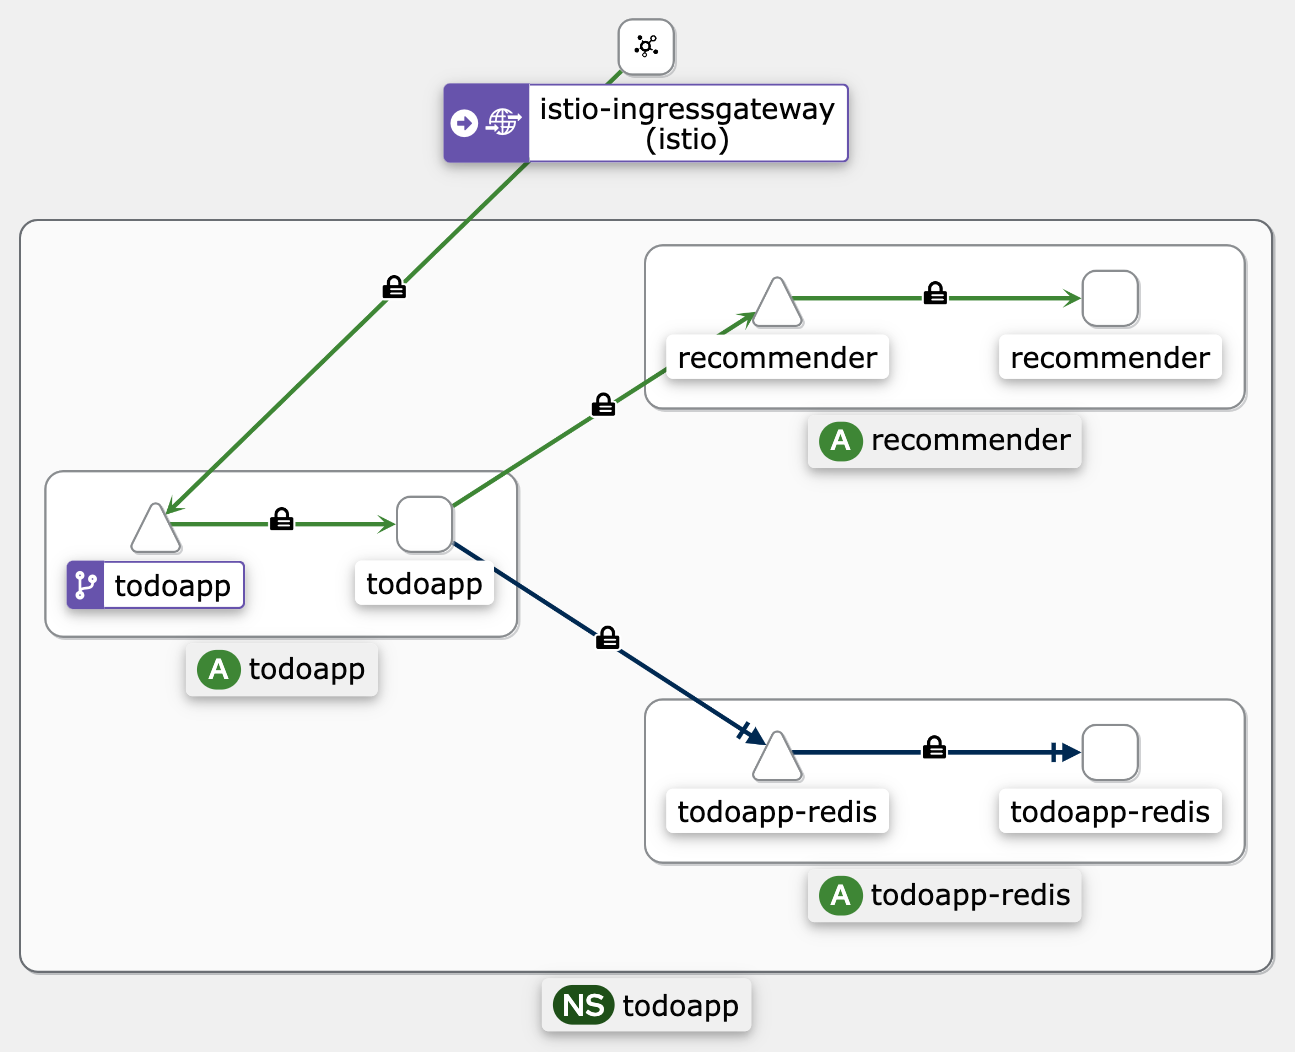 istio-ingressgateway
(istio)
recommender
recommender
A recommender
todoapp
todoapp
A todoapp
todoapp-redis
todoapp-redis
A todoapp-redis
NS todoapp